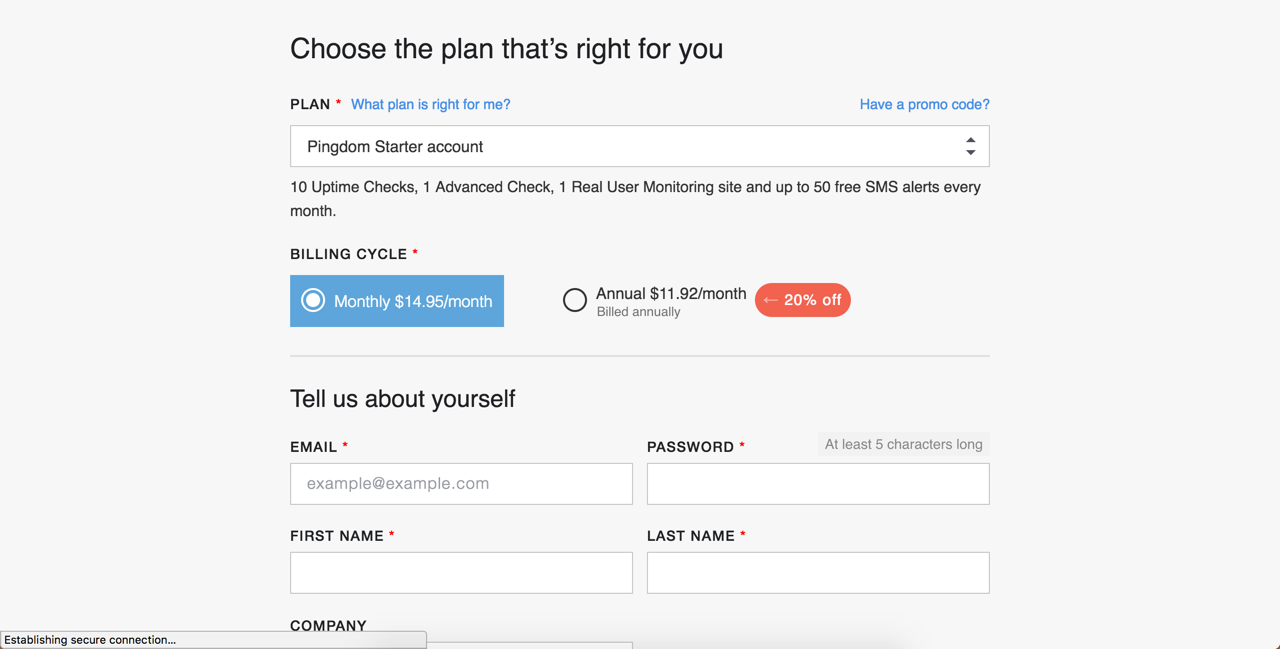 Choose the plan that’s right for you
PLAN * What plan is right for me? Have a promo code?
Pingdom Starter account
10 Uptime Checks, 1 Advanced Check, 1 Real User Monitoring site and up to 50 free SMS alerts every
month.
BILLING CYCLE *
Monthly $14.95/month
Annual $11.92/month ← 20% off
Billed annually
Tell us about yourself
EMAIL * PASSWORD * At least 5 characters long
example@example.com
FIRST NAME * LAST NAME *
COMPANY
Establishing secure connection...